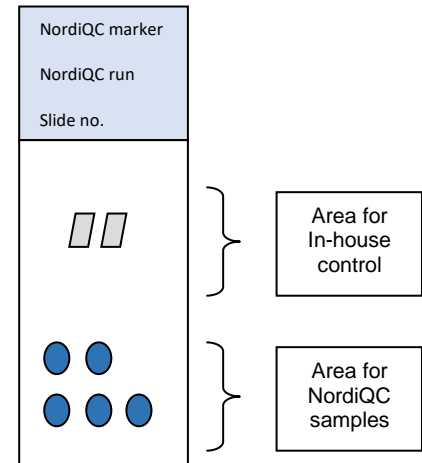 NordiQC marker
NordiQC run
Slide no.
Area for
In-house
control
Area for
NordiQC
samples